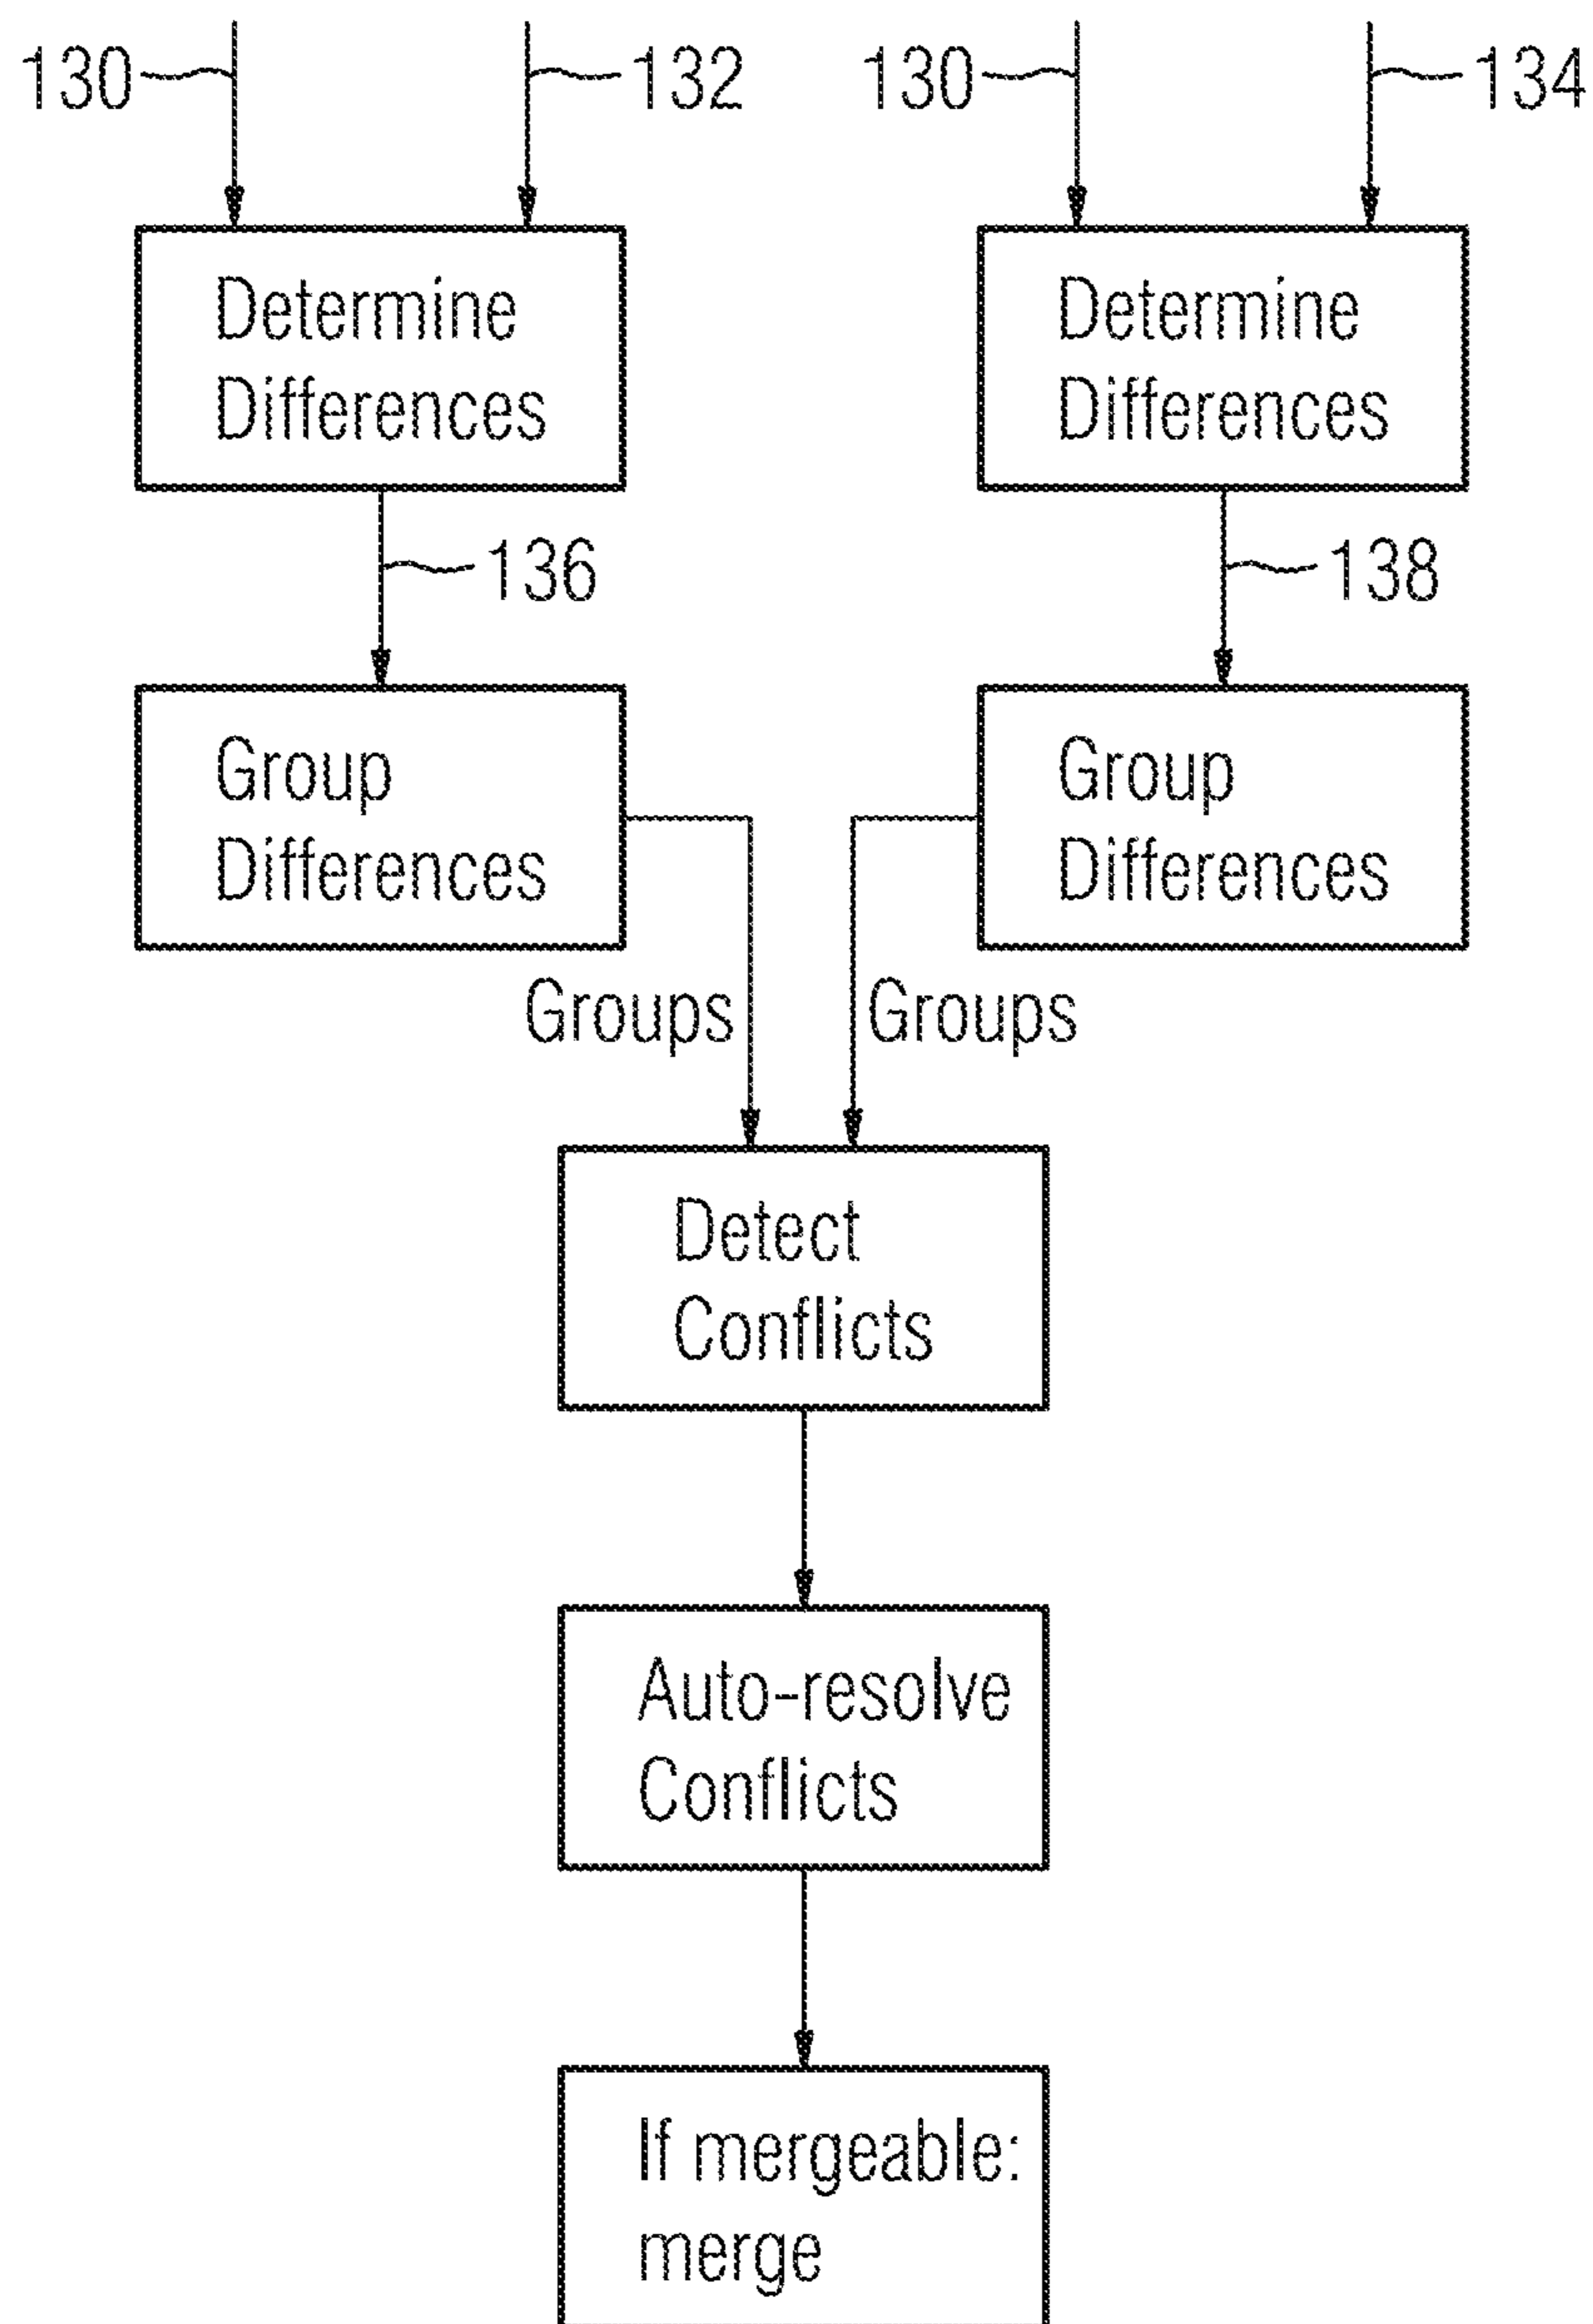 130 132 130 134
Determine
Differences
Determine
Differences
136 138
Group
Differences
Group
Differences
Groups Groups
Detect
Conflicts
Auto-resolve
Conflicts
If mergeable:
merge